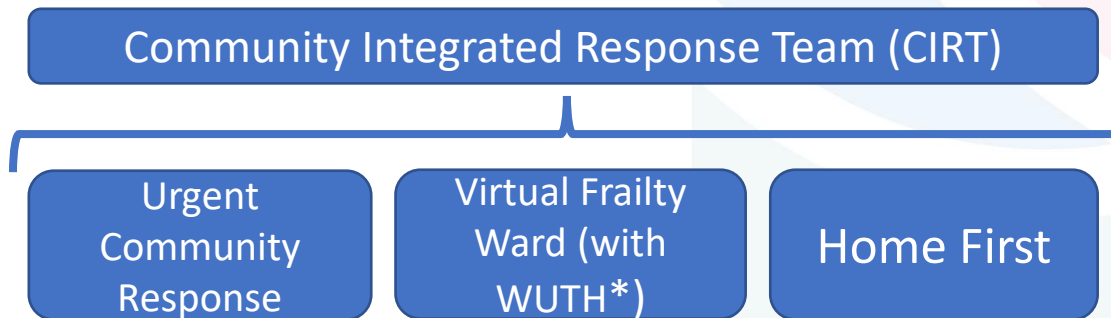 Community Integrated Response Team (CIRT)
Urgent
Community
Response
Virtual Frailty
Ward (with
WUTH*)
Home First